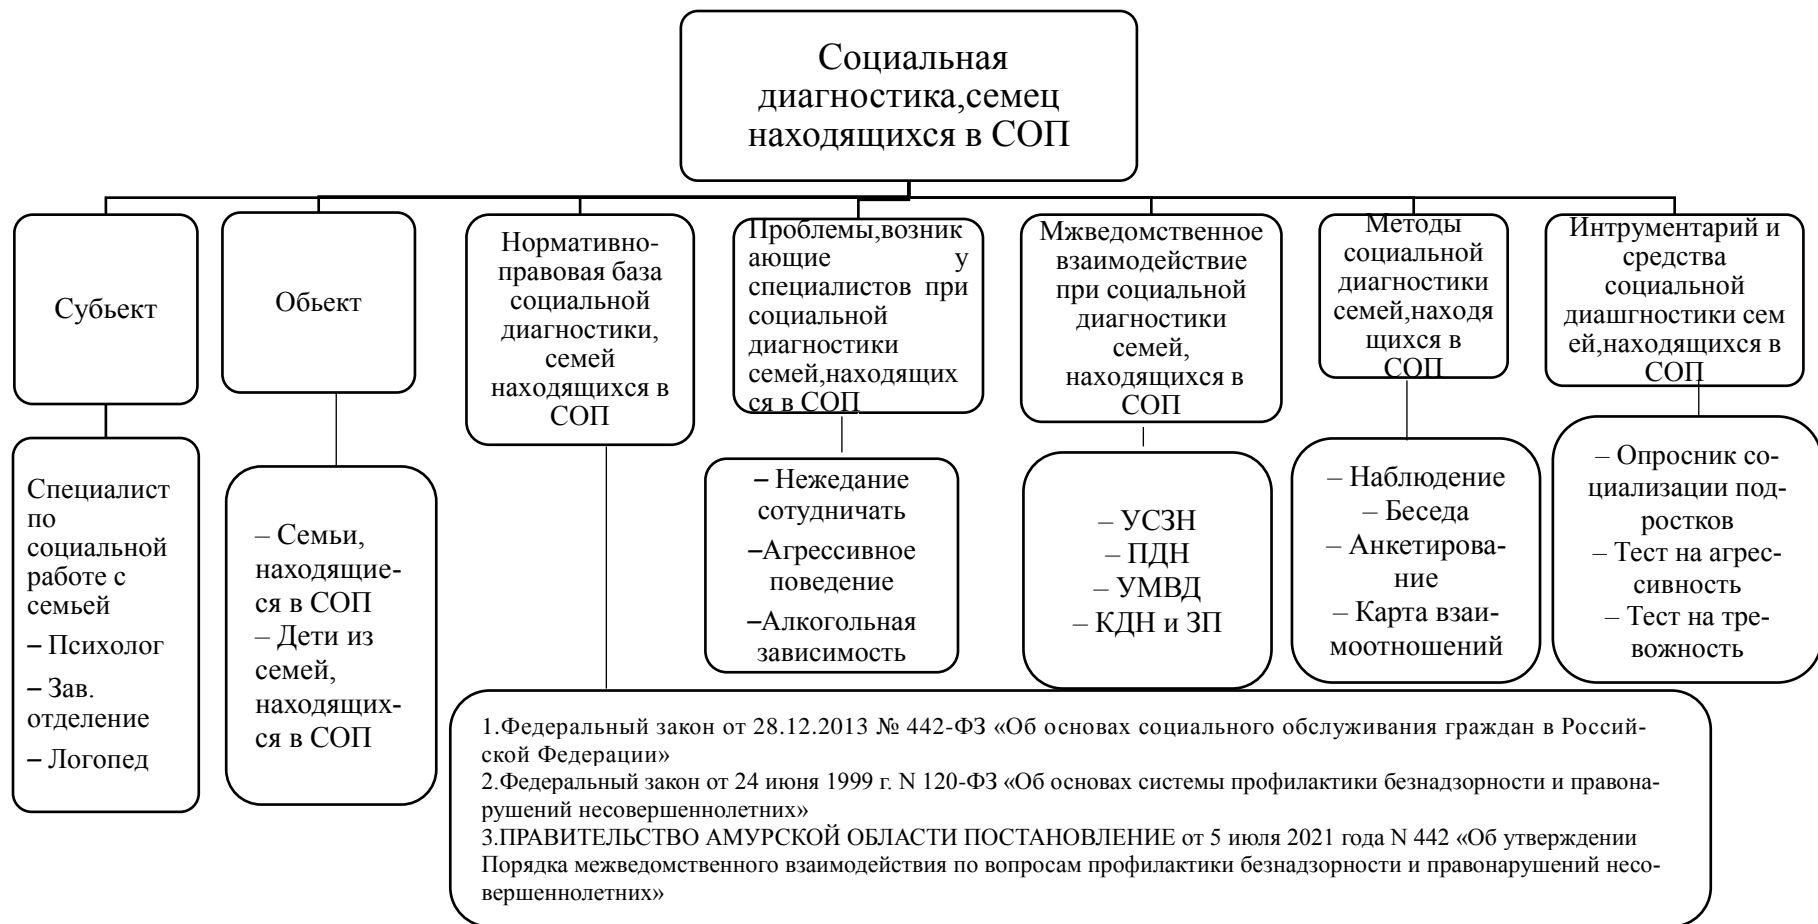 Социальная
диагностика,семец
находящихся в СОП
Субьект
Обьект
Нормативно-
правовая база
социальной
диагностики,
семей
находящихся в
СОП
Проблемы,возник
ающие у
специалистов при
социальной
диагностики
семей,находящих
ся в СОП
Мжведомственное
взаимодействие
при социальной
диагностики
семей,
находящихся в
СОП
Методы
социальной
диагностики
семей,находя
щихся в
СОП
Интрументарий и
средства
социальной
диашгностики сем
ей,находящихся в
СОП
Специалист
по
социальной
работе с
семьей
– Психолог
– Зав.
отделение
– Логопед
– Семьи,
находящие-
ся в СОП
– Дети из
семей,
находящих-
ся в СОП
– Нежедание
сотудничать
–Агрессивное
поведение
–Алкогольная
зависимость
– УСЗН
– ПДН
– УМВД
– КДН и ЗП
– Наблюдение
– Беседа
– Анкетирова-
ние
– Карта взаи-
моотношений
– Опросник со-
циализации под-
ростков
– Тест на агрес-
сивность
– Тест на тре-
вожность
1.Федеральный закон от 28.12.2013 № 442-ФЗ «Об основах социального обслуживания граждан в Россий-
ской Федерации»
2.Федеральный закон от 24 июня 1999 г. N 120-ФЗ «Об основах системы профилактики безнадзорности и правона-
рушений несовершеннолетних»
3.ПРАВИТЕЛЬСТВО АМУРСКОЙ ОБЛАСТИ ПОСТАНОВЛЕНИЕ от 5 июля 2021 года N 442 «Об утверждении
Порядка межведомственного взаимодействия по вопросам профилактики безнадзорности и правонарушений несо-
вершеннолетних»